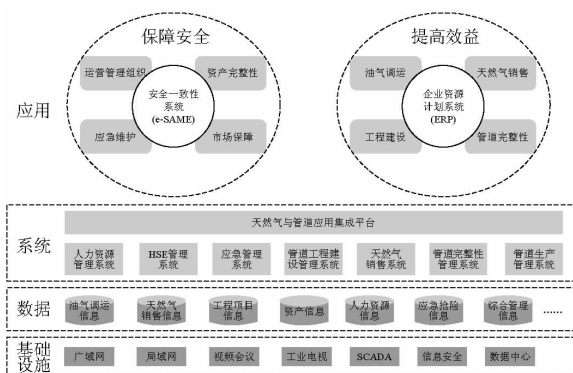 保障安全
提高效益
运营管理组织
资产完整性
安全一致性
系统
(e-SAME)
应急维护
市场保障
油气调运
天然气销售
企业资源
计划系统
(ERP)
工程建设
管道完整性
应用
天然气与管道应用集成平台
系统
人力资源
管理系统
HSE管理
系统
应急管理
系统
管道工程建
设管理系统
天然气
销售系统
管道完整性
管理系统
管道生产
管理系统
数据
油气调运
信息
天然气
销售信息
工程项目
信息
资产信息
人力资源
信息
应急抢险
信息
综合管理
信息
……
基础
设施
广域网
局域网
视频会议
工业电视
SCADA
信息安全
数据中心